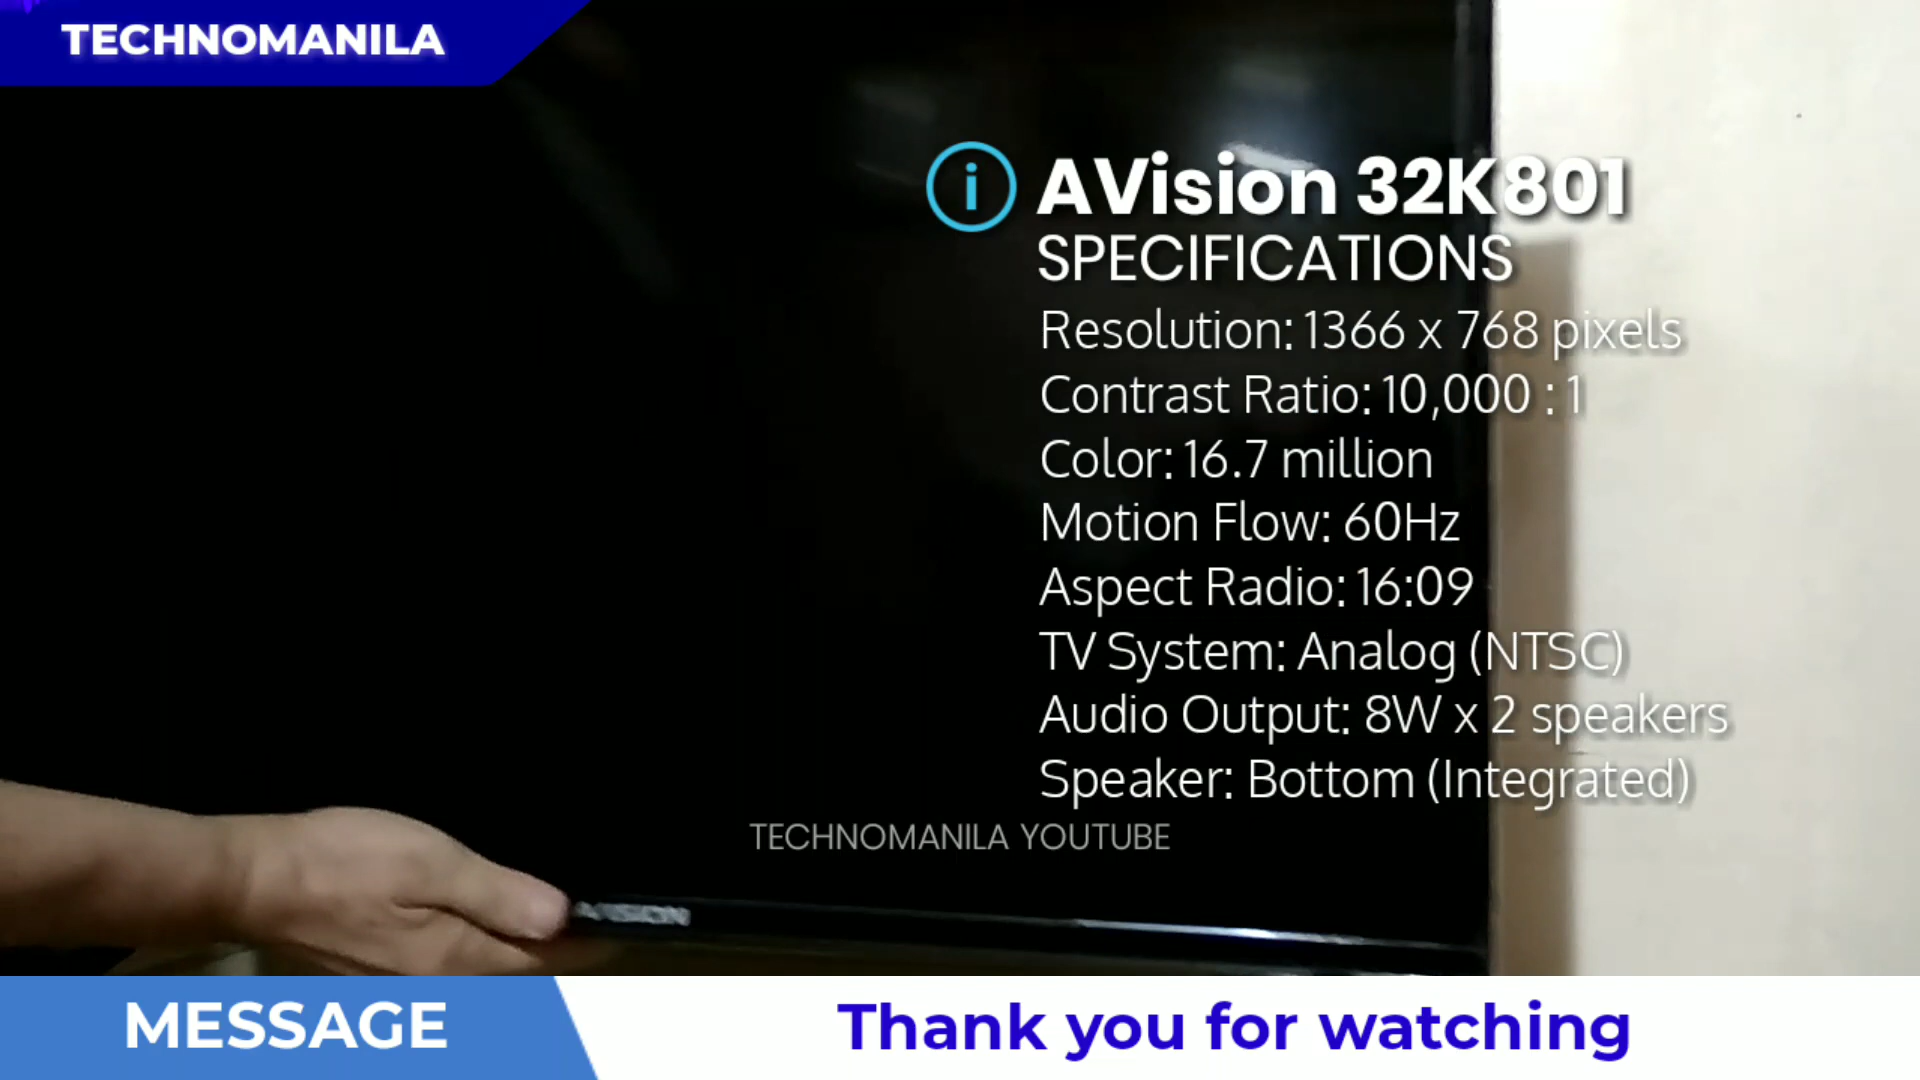 TECHNOMANILA
i
AVision 32K801
SPECIFICATIONS
Resolution: 1366 x 768 pixels
Contrast Ratio: 10,000 : 1
Color: 16.7 million
Motion Flow: 60Hz
Aspect Radio: 16:09
TV System: Analog (NTSC)
Audio Output: 8W x 2 speakers
Speaker: Bottom (Integrated)
TECHNOMANILA YOUTUBE
AVISION
MESSAGE
Thank you for watching